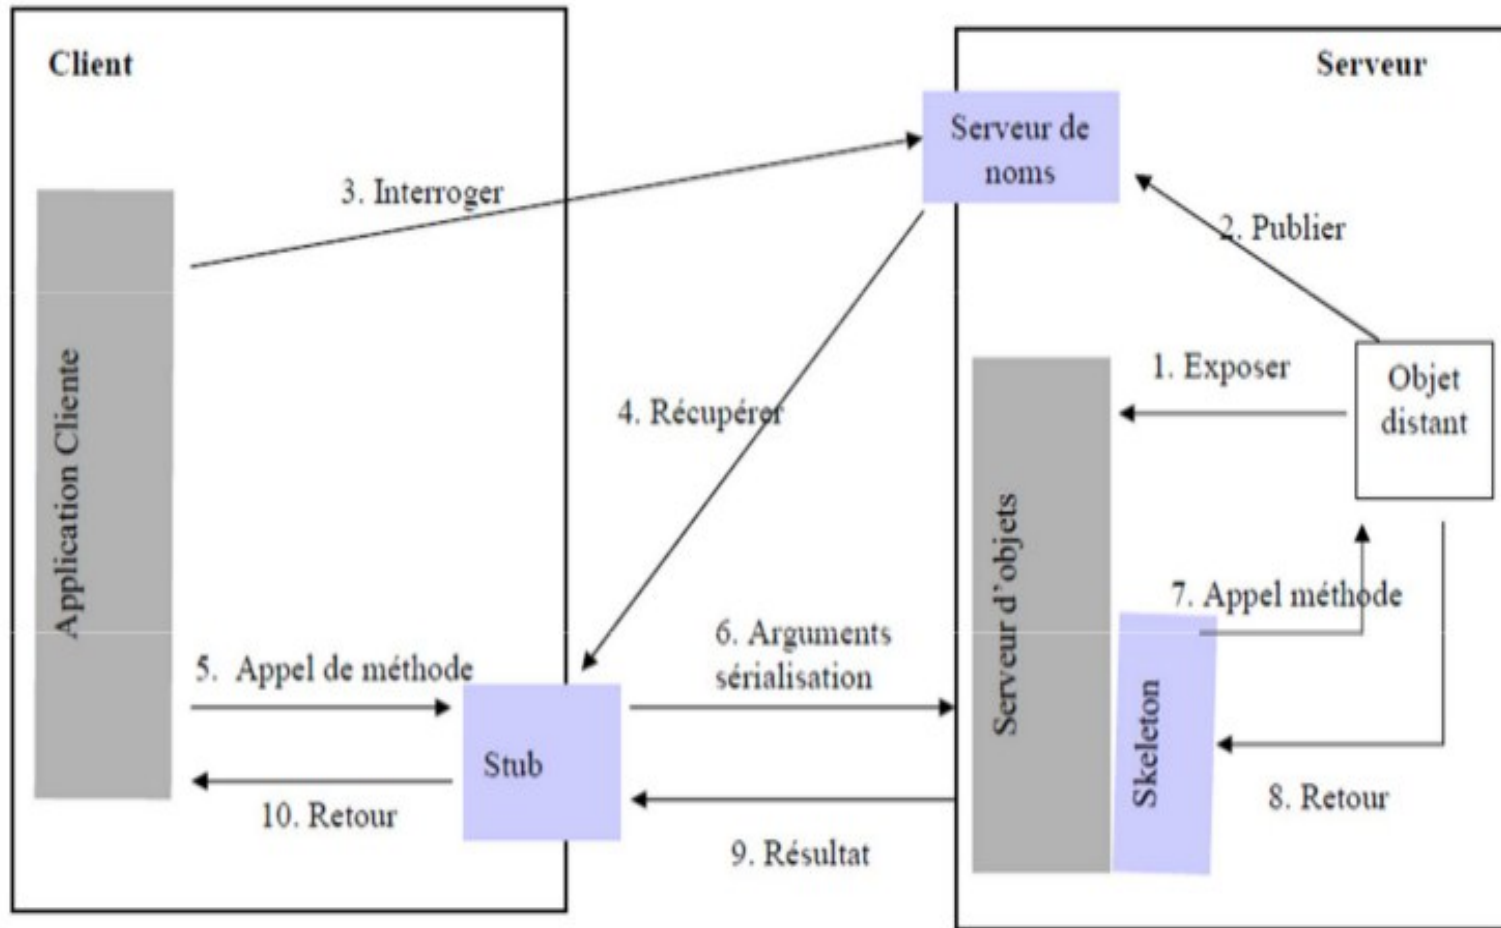 Client
Serveur
Serveur de
noms
3. Interroger
2. Publier
1. Exposer
Objet
distant
4. Récupérer
Application Cliente
Serveur d'objets
7. Appel méthode
6. Arguments
sérialisation
5. Appel de méthode
Stub
Skeleton
10. Retour
8. Retour
9. Résultat